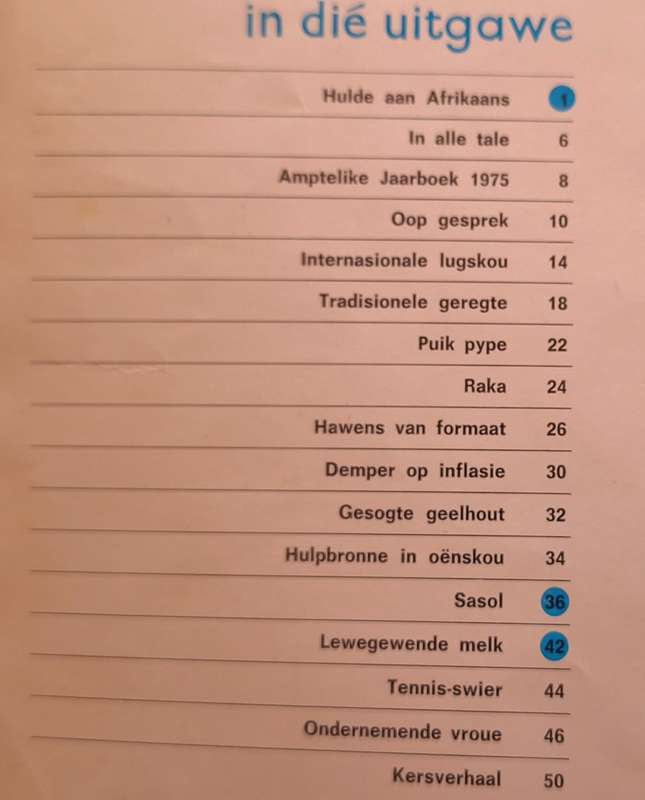 in dié uitgawe
Hulde aan Afrikaans 1
In alle tale 6
Amptelike Jaarboek 1975 8
Oop gesprek 10
Internasionale lugskou 14
Tradisionele geregte 18
Puik pype 22
Raka 24
Hawens van formaat 26
Demper op inflasie 30
Gesogte geelhout 32
Hulpbronne in oënskou 34
Sasol 36
Lewegewende melk 42
Tennis-swier 44
Ondernemende vroue 46
Kersverhaal 50